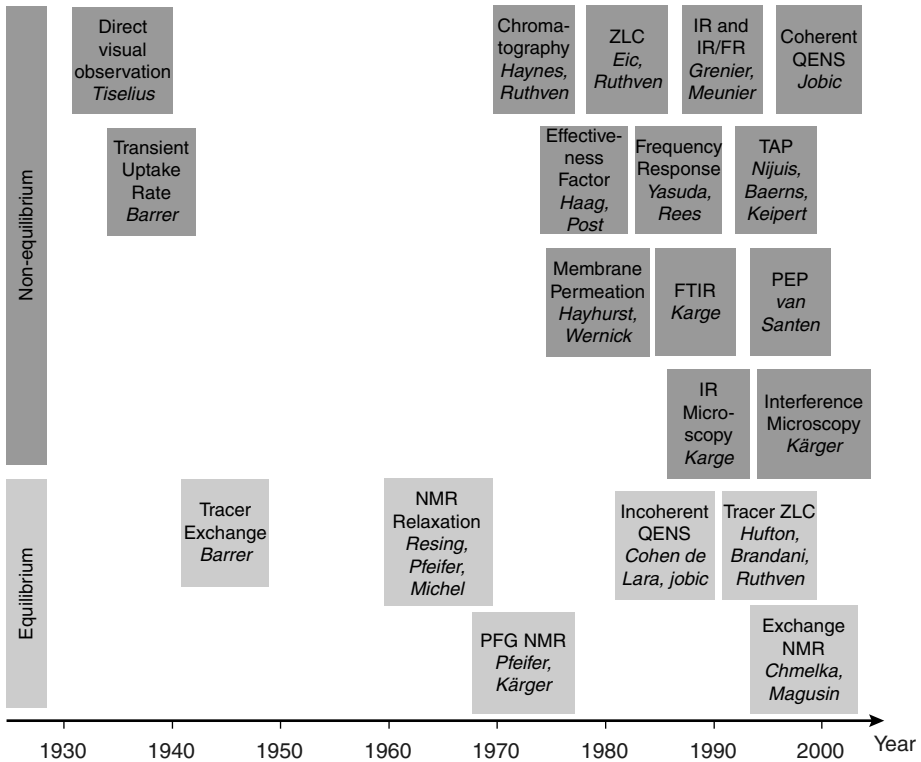 Non-equilibrium
Direct
visual
observation
Tiselius
Chroma-
tography
Haynes,
Ruthven
ZLC
Eic,
Ruthven
IR and
IR/FR
Grenier,
Meunier
Coherent
QENS
Jobic
Transient
Uptake
Rate
Barrer
Effective-
ness
Factor
Haag,
Post
Frequency
Response
Yasuda,
Rees
TAP
Nijuis,
Baerns,
Keipert
Membrane
Permeation
Hayhurst,
Wernick
FTIR
Karge
PEP
van
Santen
IR
Micro-
scopy
Karge
Interference
Microscopy
Kärger
Equilibrium
Tracer
Exchange
Barrer
NMR
Relaxation
Resing,
Pfeifer,
Michel
Incoherent
QENS
Cohen de
Lara, jobic
Tracer ZLC
Hufton,
Brandani,
Ruthven
PFG NMR
Pfeifer,
Kärger
Exchange
NMR
Chmelka,
Magusin
1930 1940 1950 1960 1970 1980 1990 2000 Year